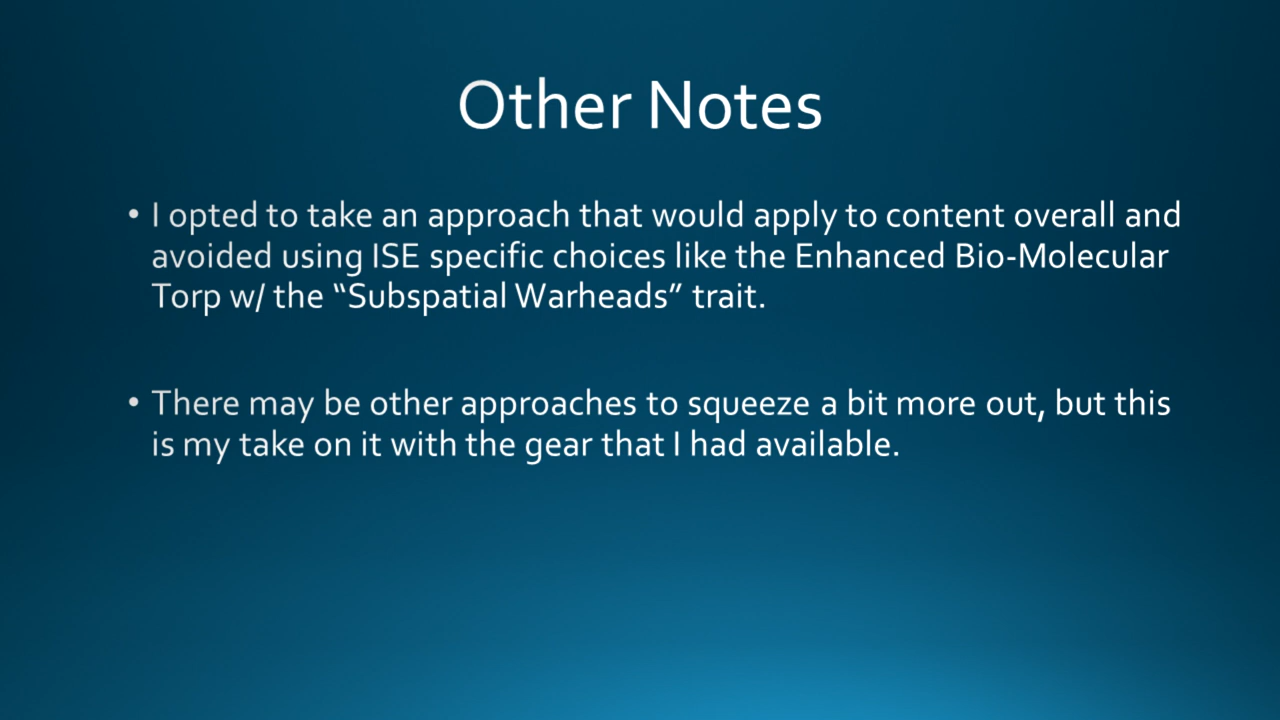 Other Notes
• I opted to take an approach that would apply to content overall and
avoided using ISE specific choices like the Enhanced Bio-Molecular
Torp w/ the “Subspatial Warheads” trait.
• There may be other approaches to squeeze a bit more out, but this
is my take on it with the gear that I had available.